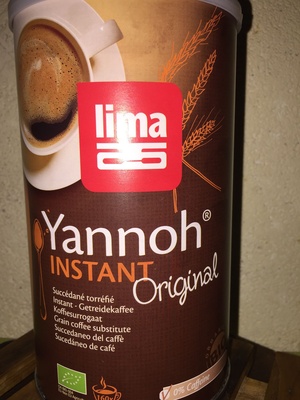 lima
Yannoh®
INSTANT
Original
Succédané torréfié
Instant - Getreidekaffee
Koffiesurrogaat
Grain coffee substitute
Succedaneo del caffè
Sucedáneo de café
0% Caffeine